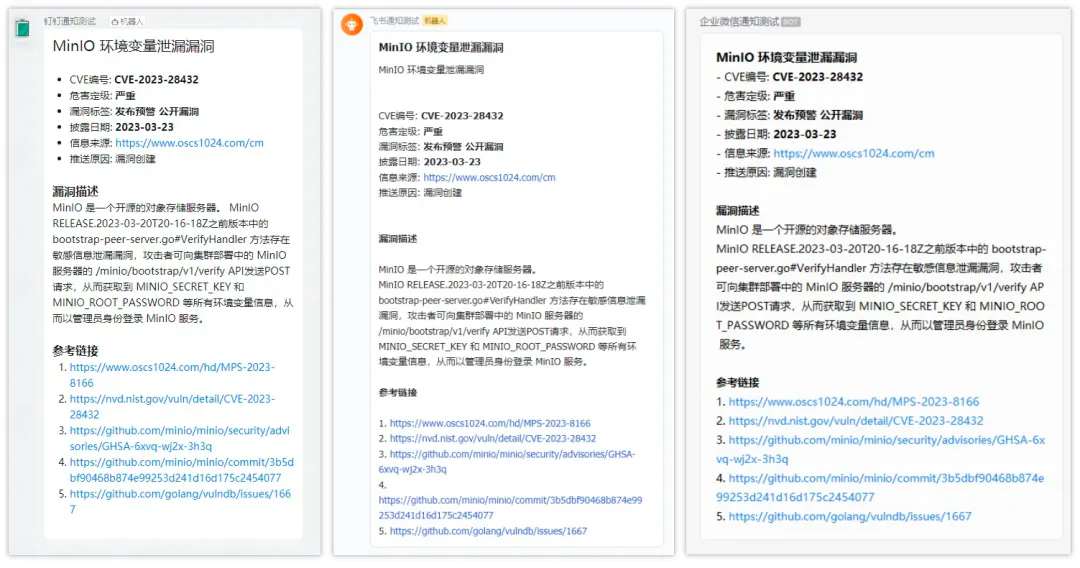 钉钉通知测试 机器人
MinIO 环境变量泄漏漏洞
• CVE编号: CVE-2023-28432
• 危害定级: 严重
• 漏洞标签: 发布预警 公开漏洞
• 披露日期: 2023-03-23
• 信息来源: https://www.oscs1024.com/cm
• 推送原因: 漏洞创建
漏洞描述
MinIO 是一个开源的对象存储服务器。 MinIO
RELEASE.2023-03-20T20-16-18Z之前版本中的
bootstrap-peer-server.go#VerifyHandler 方法存在
敏感信息泄漏漏洞，攻击者可向集群部署中的 MinIO
服务器的 /minio/bootstrap/v1/verify API发送POST
请求，从而获取到 MINIO_SECRET_KEY 和
MINIO_ROOT_PASSWORD 等所有环境变量信息，从
而以管理员身份登录 MinIO 服务。
参考链接
1. https://www.oscs1024.com/hd/MPS-2023-
8166
2. https://nvd.nist.gov/vuln/detail/CVE-2023-
28432
3. https://github.com/minio/minio/security/advi
sories/GHSA-6xvq-wj2x-3h3q
4. https://github.com/minio/minio/commit/3b5d
bf90468b874e99253d241d16d175c2454077
5. https://github.com/golang/vulndb/issues/166
7
飞书通知测试 机器人
MinIO 环境变量泄漏漏洞
MinIO 环境变量泄漏漏洞
CVE编号: CVE-2023-28432
危害定级: 严重
漏洞标签: 发布预警 公开漏洞
披露日期: 2023-03-23
信息来源: https://www.oscs1024.com/cm
推送原因: 漏洞创建
漏洞描述
MinIO 是一个开源的对象存储服务器。
MinIO RELEASE.2023-03-20T20-16-18Z之前版本中的
bootstrap-peer-server.go#VerifyHandler 方法存在敏感信息泄漏
漏洞，攻击者可向集群部署中的 MinIO 服务器的
/minio/bootstrap/v1/verify API发送POST请求，从而获取到
MINIO_SECRET_KEY 和 MINIO_ROOT_PASSWORD 等所有环
境变量信息，从而以管理员身份登录 MinIO 服务。
参考链接
1. https://www.oscs1024.com/hd/MPS-2023-8166
2. https://nvd.nist.gov/vuln/detail/CVE-2023-28432
3. https://github.com/minio/minio/security/advisories/GHSA-
6xvq-wj2x-3h3q
4.
https://github.com/minio/minio/commit/3b5dbf90468b874e99
253d241d16d175c2454077
5. https://github.com/golang/vulndb/issues/1667
企业微信通知测试 BOT
MinIO 环境变量泄漏漏洞
- CVE编号: CVE-2023-28432
- 危害定级: 严重
- 漏洞标签: 发布预警 公开漏洞
- 披露日期: 2023-03-23
- 信息来源: https://www.oscs1024.com/cm
- 推送原因: 漏洞创建
漏洞描述
MinIO 是一个开源的对象存储服务器。
MinIO RELEASE.2023-03-20T20-16-18Z之前版本中的 bootstrap-
peer-server.go#VerifyHandler 方法存在敏感信息泄漏漏洞，攻击者
可向集群部署中的 MinIO 服务器的 /minio/bootstrap/v1/verify AP
I发送POST请求，从而获取到 MINIO_SECRET_KEY 和 MINIO_ROO
T_PASSWORD 等所有环境变量信息，从而以管理员身份登录 MinIO
服务。
参考链接
1. https://www.oscs1024.com/hd/MPS-2023-8166
2. https://nvd.nist.gov/vuln/detail/CVE-2023-28432
3. https://github.com/minio/minio/security/advisories/GHSA-6x
vq-wj2x-3h3q
4. https://github.com/minio/minio/commit/3b5dbf90468b874e
99253d241d16d175c2454077
5. https://github.com/golang/vulndb/issues/1667